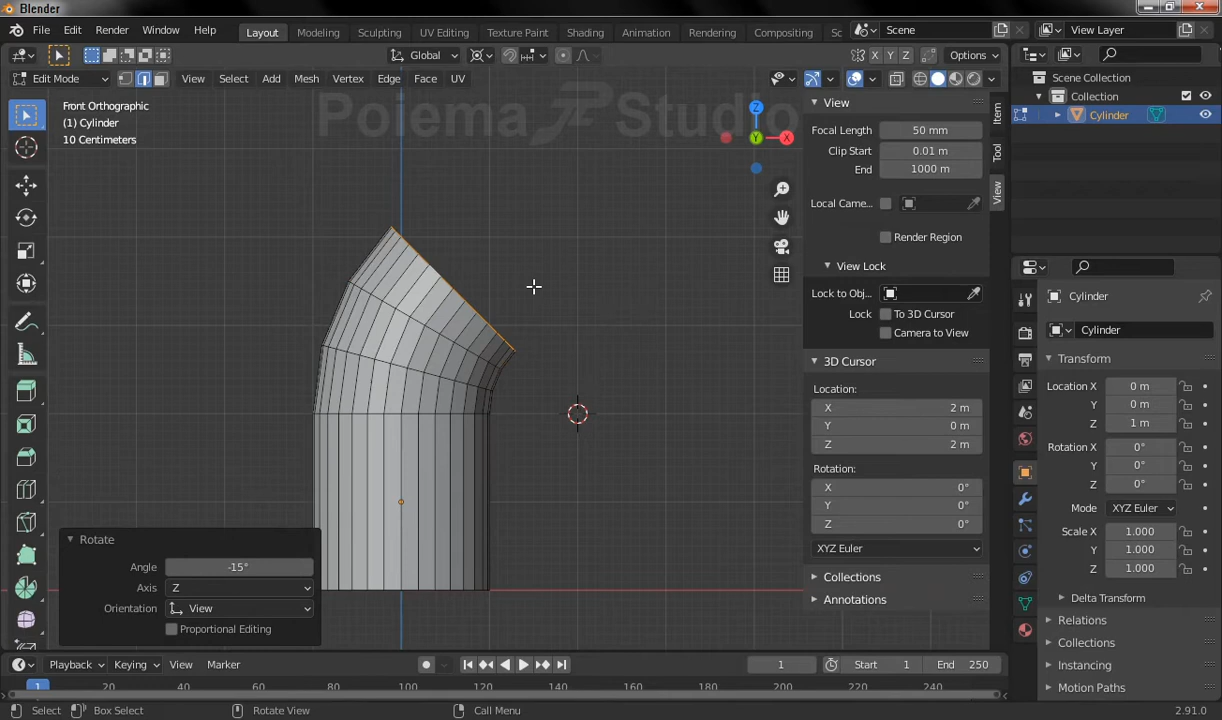 Blender
File Edit Render Window Help Layout Modeling Sculpting UV Editing Texture Paint Shading Animation Rendering Compositing Sc Scene View Layer
Global Options
X Y Z
Edit Mode View Select Add Mesh Vertex Edge Face UV
Poiema Studio
Front Orthographic
(1) Cylinder
10 Centimeters
Z
Y
X
View
Focal Length 50 mm
Clip Start 0.01 m
End 1000 m
Local Came...
Render Region
View Lock
Lock to Obj...
Lock To 3D Cursor
Camera to View
3D Cursor
Location:
X 2 m
Y 0 m
Z 2 m
Rotation:
X 0°
Y 0°
Z 0°
XYZ Euler
Collections
Annotations
Item
Tool
View
Scene Collection
Collection
Cylinder
Cylinder
Cylinder
Transform
Location X 0 m
Y 0 m
Z 1 m
Rotation X 0°
Y 0°
Z 0°
Mode XYZ Euler
Scale X 1.000
Y 1.000
Z 1.000
Delta Transform
Relations
Collections
Instancing
Motion Paths
Rotate
Angle -15°
Axis Z
Orientation View
Proportional Editing
Playback Keying View Marker 1 Start 1 End 250
1 20 40 60 80 100 120 140 160 180 200 220 240
Select Box Select Rotate View Call Menu 2.91.0